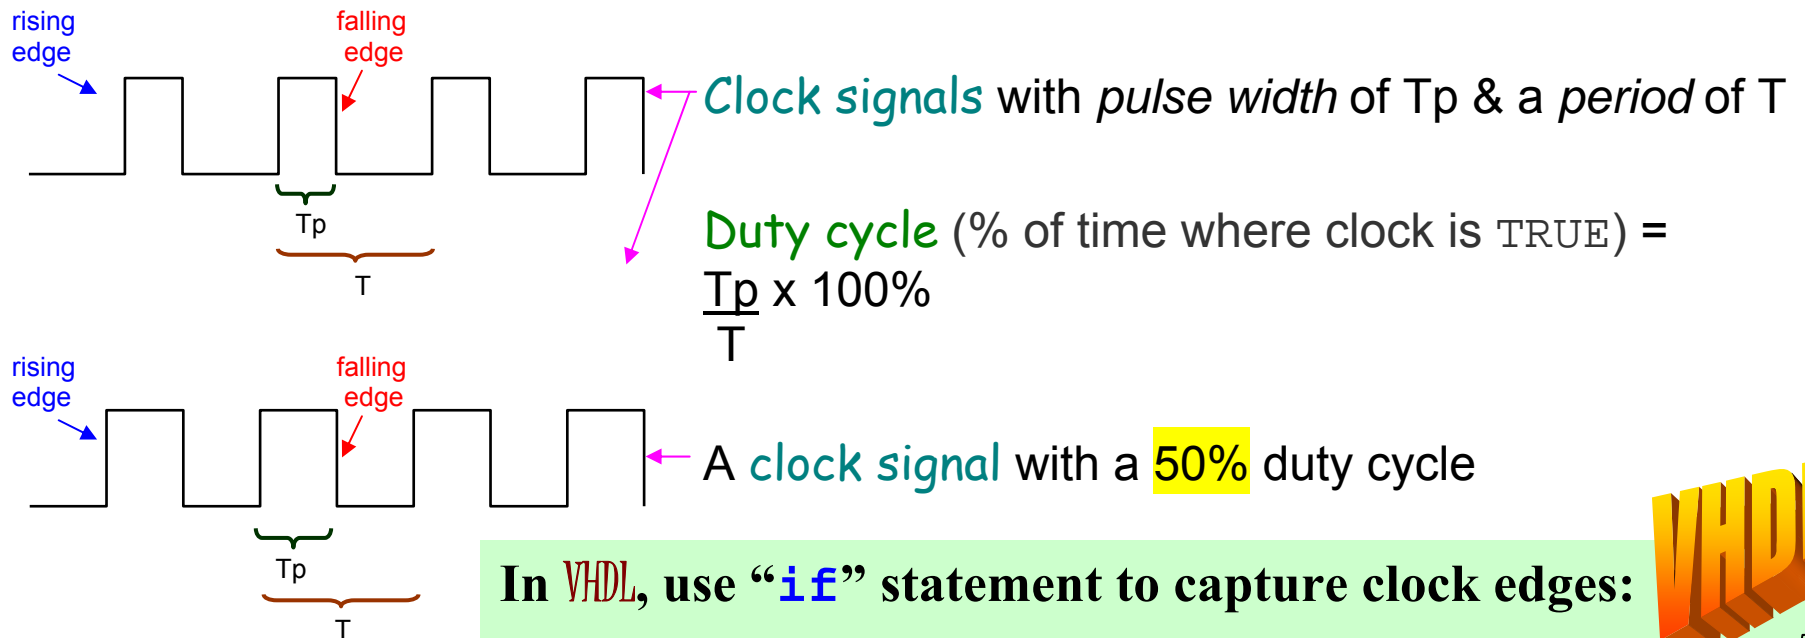 rising
edge
falling
edge
Clock signals with pulse width of Tp & a period of T
Tp
T
Duty cycle (% of time where clock is TRUE) =
Tp x 100%
T
rising
edge
falling
edge
A clock signal with a 50% duty cycle
Tp
T
In VHDL, use “if” statement to capture clock edges:
VHD